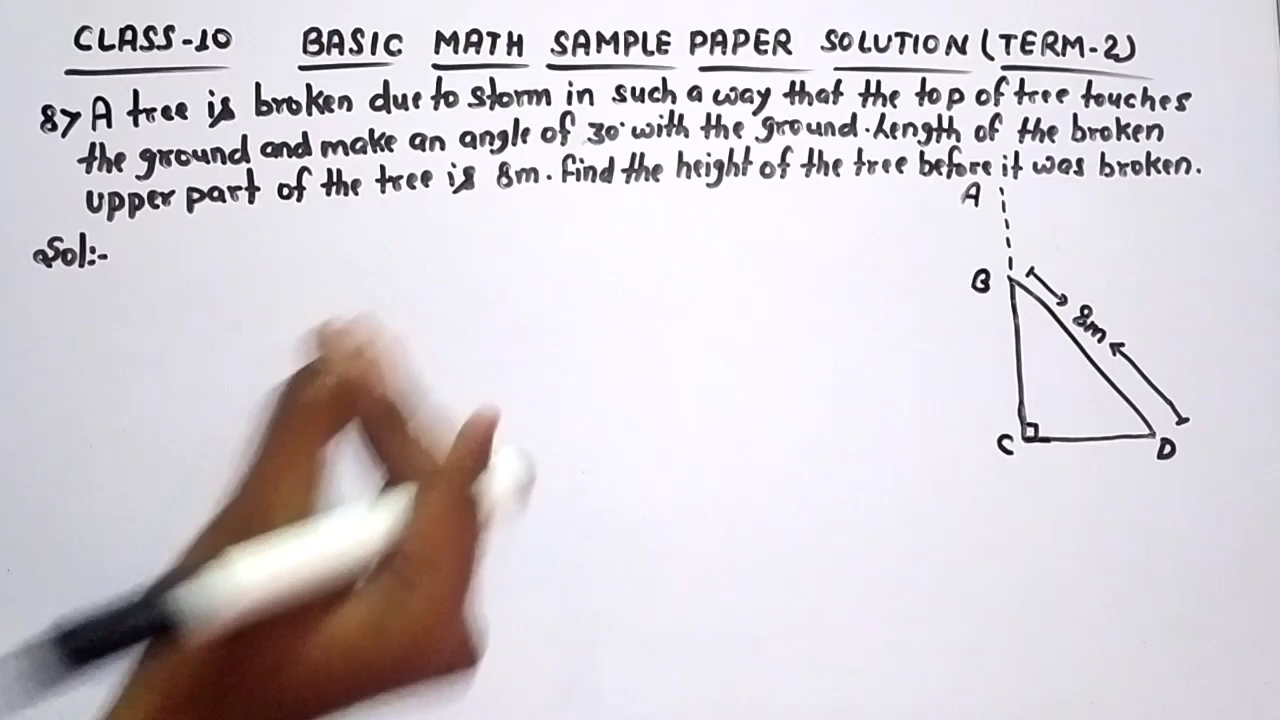 CLASS-10 BASIC MATH SAMPLE PAPER SOLUTION (TERM-2)
8> A tree is broken due to storm in such a way that the top of tree touches
the ground and make an angle of 30° with the ground. Length of the broken
upper part of the tree is 8m. Find the height of the tree before it was broken.
A
Sol:-
B
8m
C
D